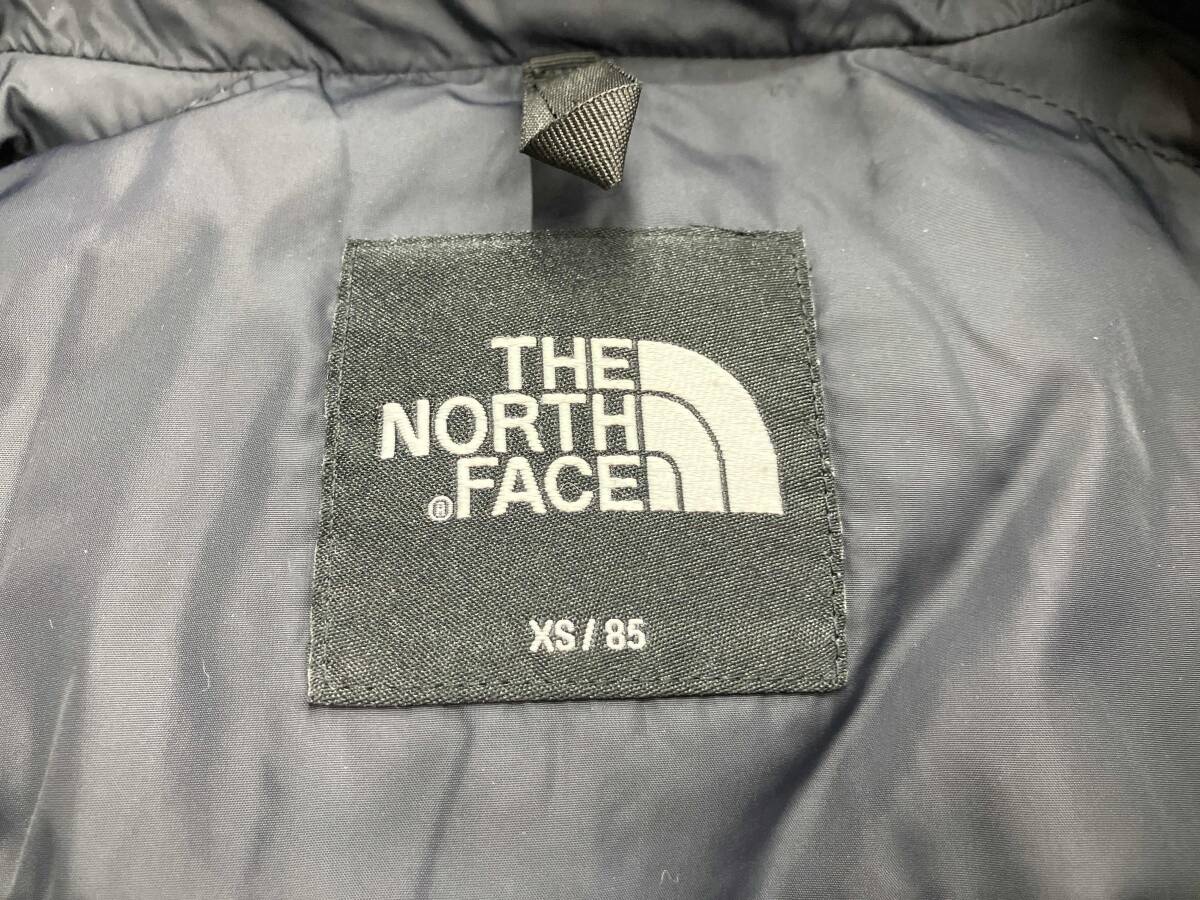 THE
NORTH
®FACE
XS / 85